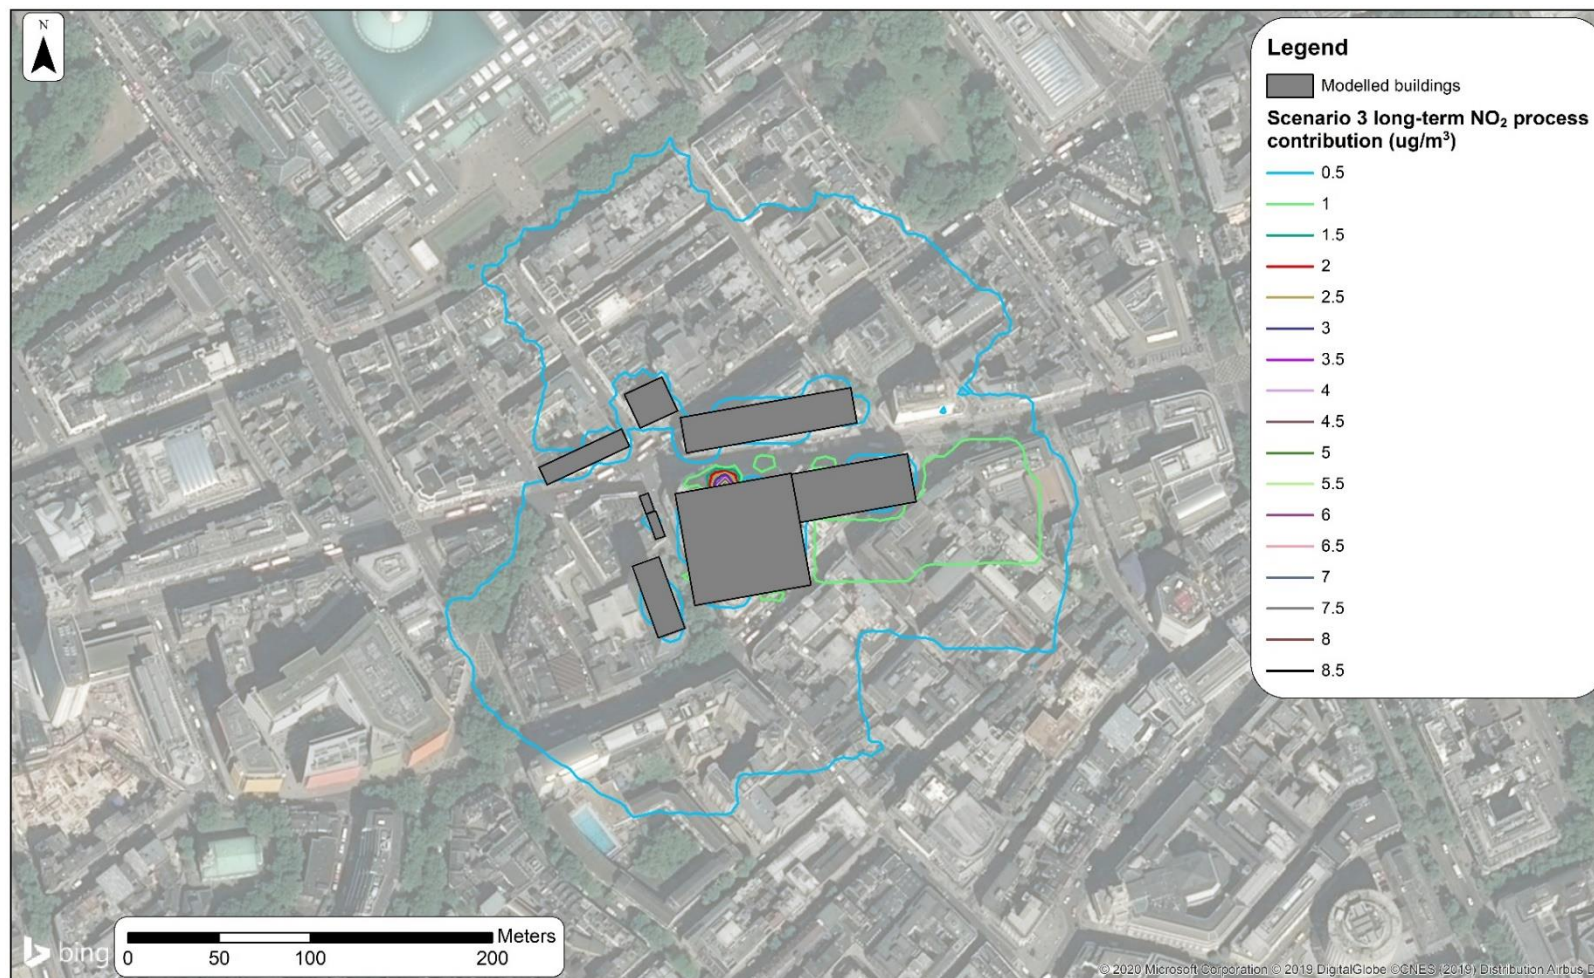 N
Legend
Modelled buildings
Scenario 3 long-term NO₂ process
contribution (ug/m³)
0.5
1
1.5
2
2.5
3
3.5
4
4.5
5
5.5
6
6.5
7
7.5
8
8.5
Meters
0 50 100 200
bing
© 2020 Microsoft Corporation © 2019 DigitalGlobe ©CNES (2019) Distribution Airbus D